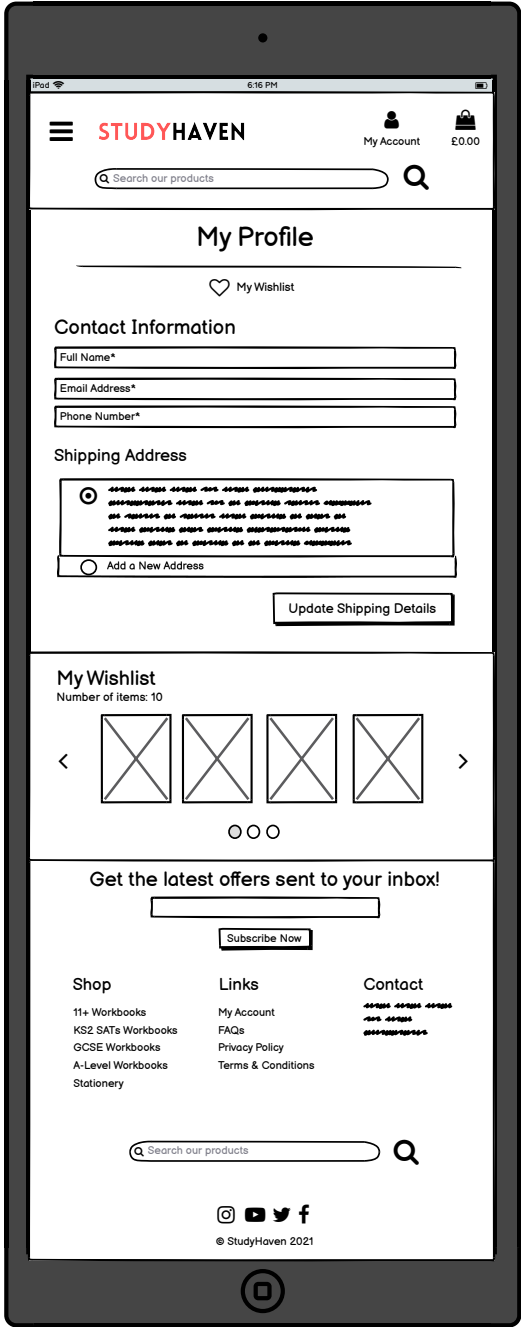 iPad 6:16 PM
STUDYHAVEN
My Account £0.00
Search our products
My Profile
My Wishlist
Contact Information
Full Name*
Email Address*
Phone Number*
Shipping Address
Add a New Address
Update Shipping Details
My Wishlist
Number of items: 10
Get the latest offers sent to your inbox!
Subscribe Now
Shop
11+ Workbooks
KS2 SATs Workbooks
GCSE Workbooks
A-Level Workbooks
Stationery
Links
My Account
FAQs
Privacy Policy
Terms & Conditions
Contact
Search our products
© StudyHaven 2021